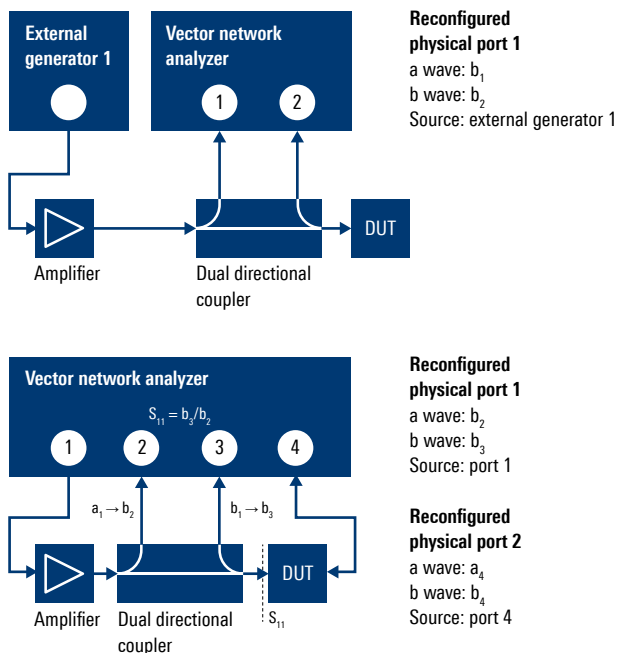 External
generator 1
Vector network
analyzer
1
2
Amplifier
Dual directional
coupler
DUT
Reconfigured
physical port 1
a wave: b₁
b wave: b₂
Source: external generator 1
Vector network analyzer
S₁₁ = b₃/b₂
1
2
3
4
a₁ → b₂
b₁ → b₃
DUT
Amplifier
Dual directional
coupler
S₁₁
Reconfigured
physical port 1
a wave: b₂
b wave: b₃
Source: port 1
Reconfigured
physical port 2
a wave: a₄
b wave: b₄
Source: port 4